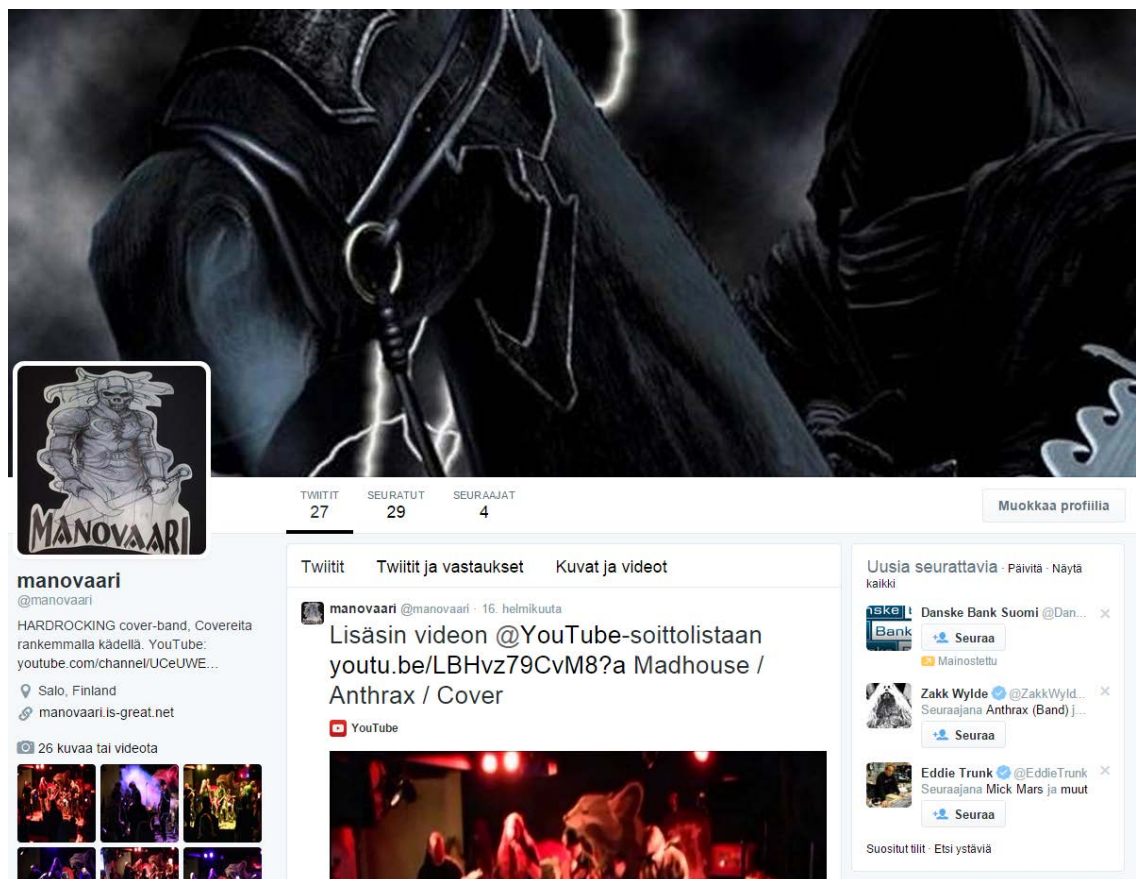 MANOVAARI
TWIITIT
27
SEURATUT
29
SEURAAJAT
4
Muokkaa profiilia
manovaari
@manovaari
HARDROCKING cover-band, Covereita
rankemmalla kädellä. YouTube:
youtube.com/channel/UCeUWE…
Salo, Finland
manovaari.is-great.net
26 kuvaa tai videota
Twiitit Twiitit ja vastaukset Kuvat ja videot
manovaari @manovaari · 16. helmikuuta
Lisäsin videon @YouTube-soittolistaan
youtu.be/LBHvz79CvM8?a Madhouse /
Anthrax / Cover
YouTube
Uusia seurattavia · Päivitä · Näytä
kaikki
Bank
Danske Bank Suomi @Dan...
Seuraa
Mainostettu
Zakk Wylde @ZakkWyld...
Seuraajana Anthrax (Band) j...
Seuraa
Eddie Trunk @EddieTrunk
Seuraajana Mick Mars ja muut
Seuraa
Suositut tilit · Etsi ystäviä